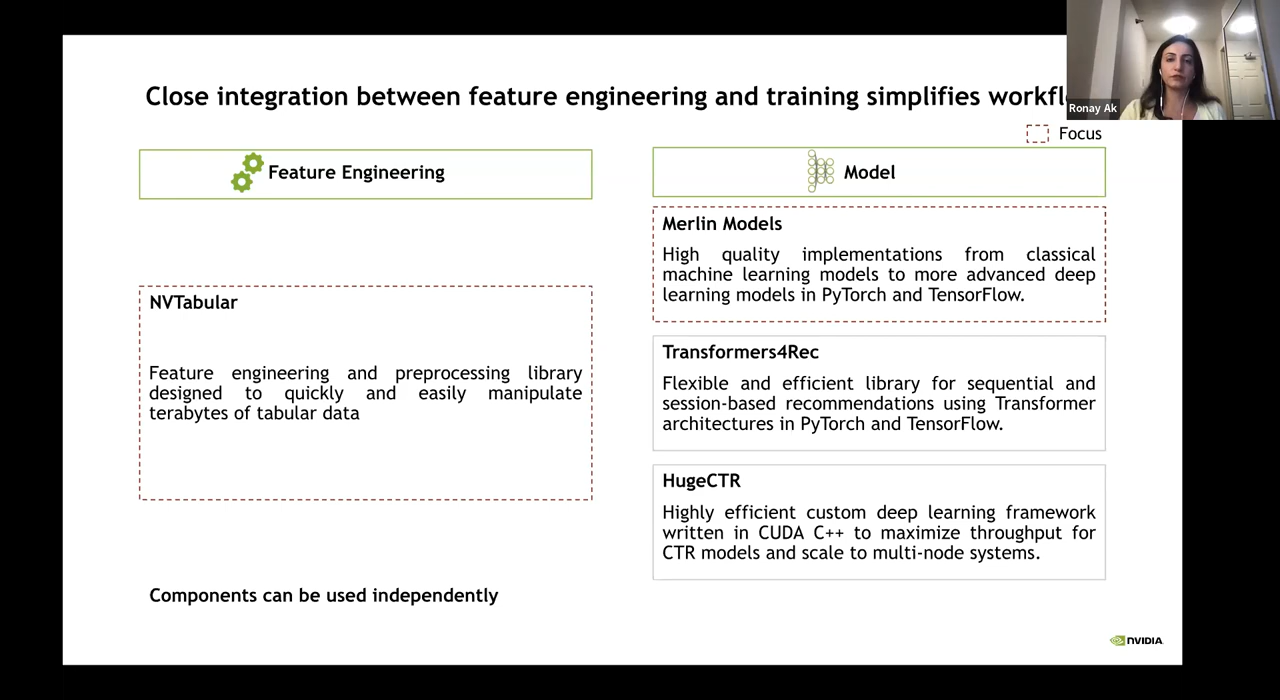 Close integration between feature engineering and training simplifies
Ronay Ak
Focus
Feature Engineering
Model
NVTabular
Feature engineering and preprocessing library
designed to quickly and easily manipulate
terabytes of tabular data
Merlin Models
High quality implementations from classical
machine learning models to more advanced deep
learning models in PyTorch and TensorFlow.
Transformers4Rec
Flexible and efficient library for sequential and
session-based recommendations using Transformer
architectures in PyTorch and TensorFlow.
HugeCTR
Highly efficient custom deep learning framework
written in CUDA C++ to maximize throughput for
CTR models and scale to multi-node systems.
Components can be used independently
NVIDIA